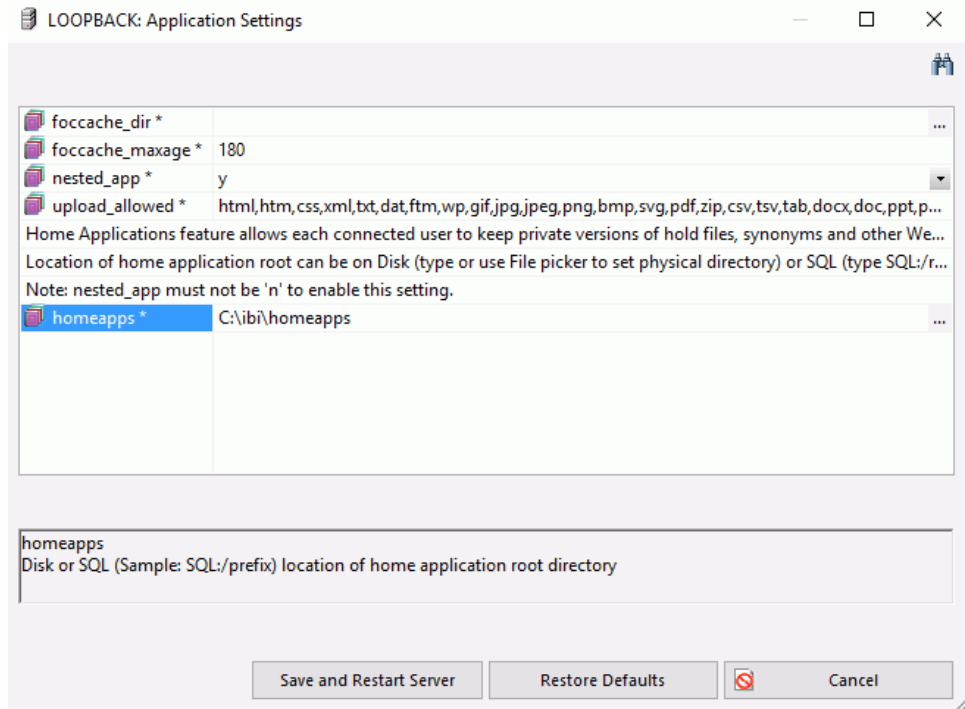 LOOPBACK: Application Settings
foccache_dir * ...
foccache_maxage * 180
nested_app * y
upload_allowed * html,htm,css,xml,txt,dat,ftm,wp,gif,jpg,jpeg,png,bmp,svg,pdf,zip,csv,tsv,tab,docx,doc,ppt,p...
Home Applications feature allows each connected user to keep private versions of hold files, synonyms and other We...
Location of home application root can be on Disk (type or use File picker to set physical directory) or SQL (type SQL:/r...
Note: nested_app must not be 'n' to enable this setting.
homeapps * C:\ibi\homeapps ...
homeapps
Disk or SQL (Sample: SQL:/prefix) location of home application root directory
Save and Restart Server Restore Defaults Cancel